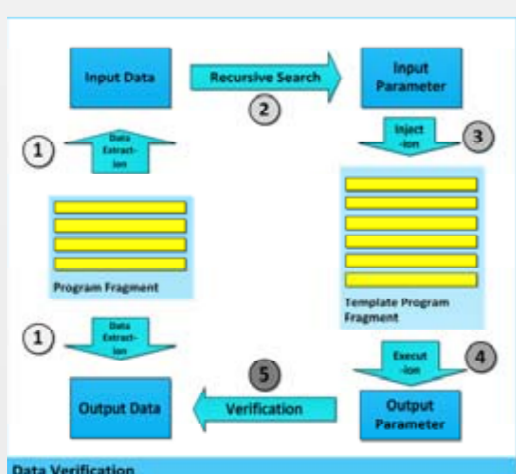 Input Data
Recursive Search
Input
Parameter
2
1
Data
Extract-
ion
Inject
-ion
3
Program Fragment
Template Program
Fragment
1
Data
Extract-
ion
Execut
-ion
4
5
Output Data
Verification
Output
Parameter
Data Verification